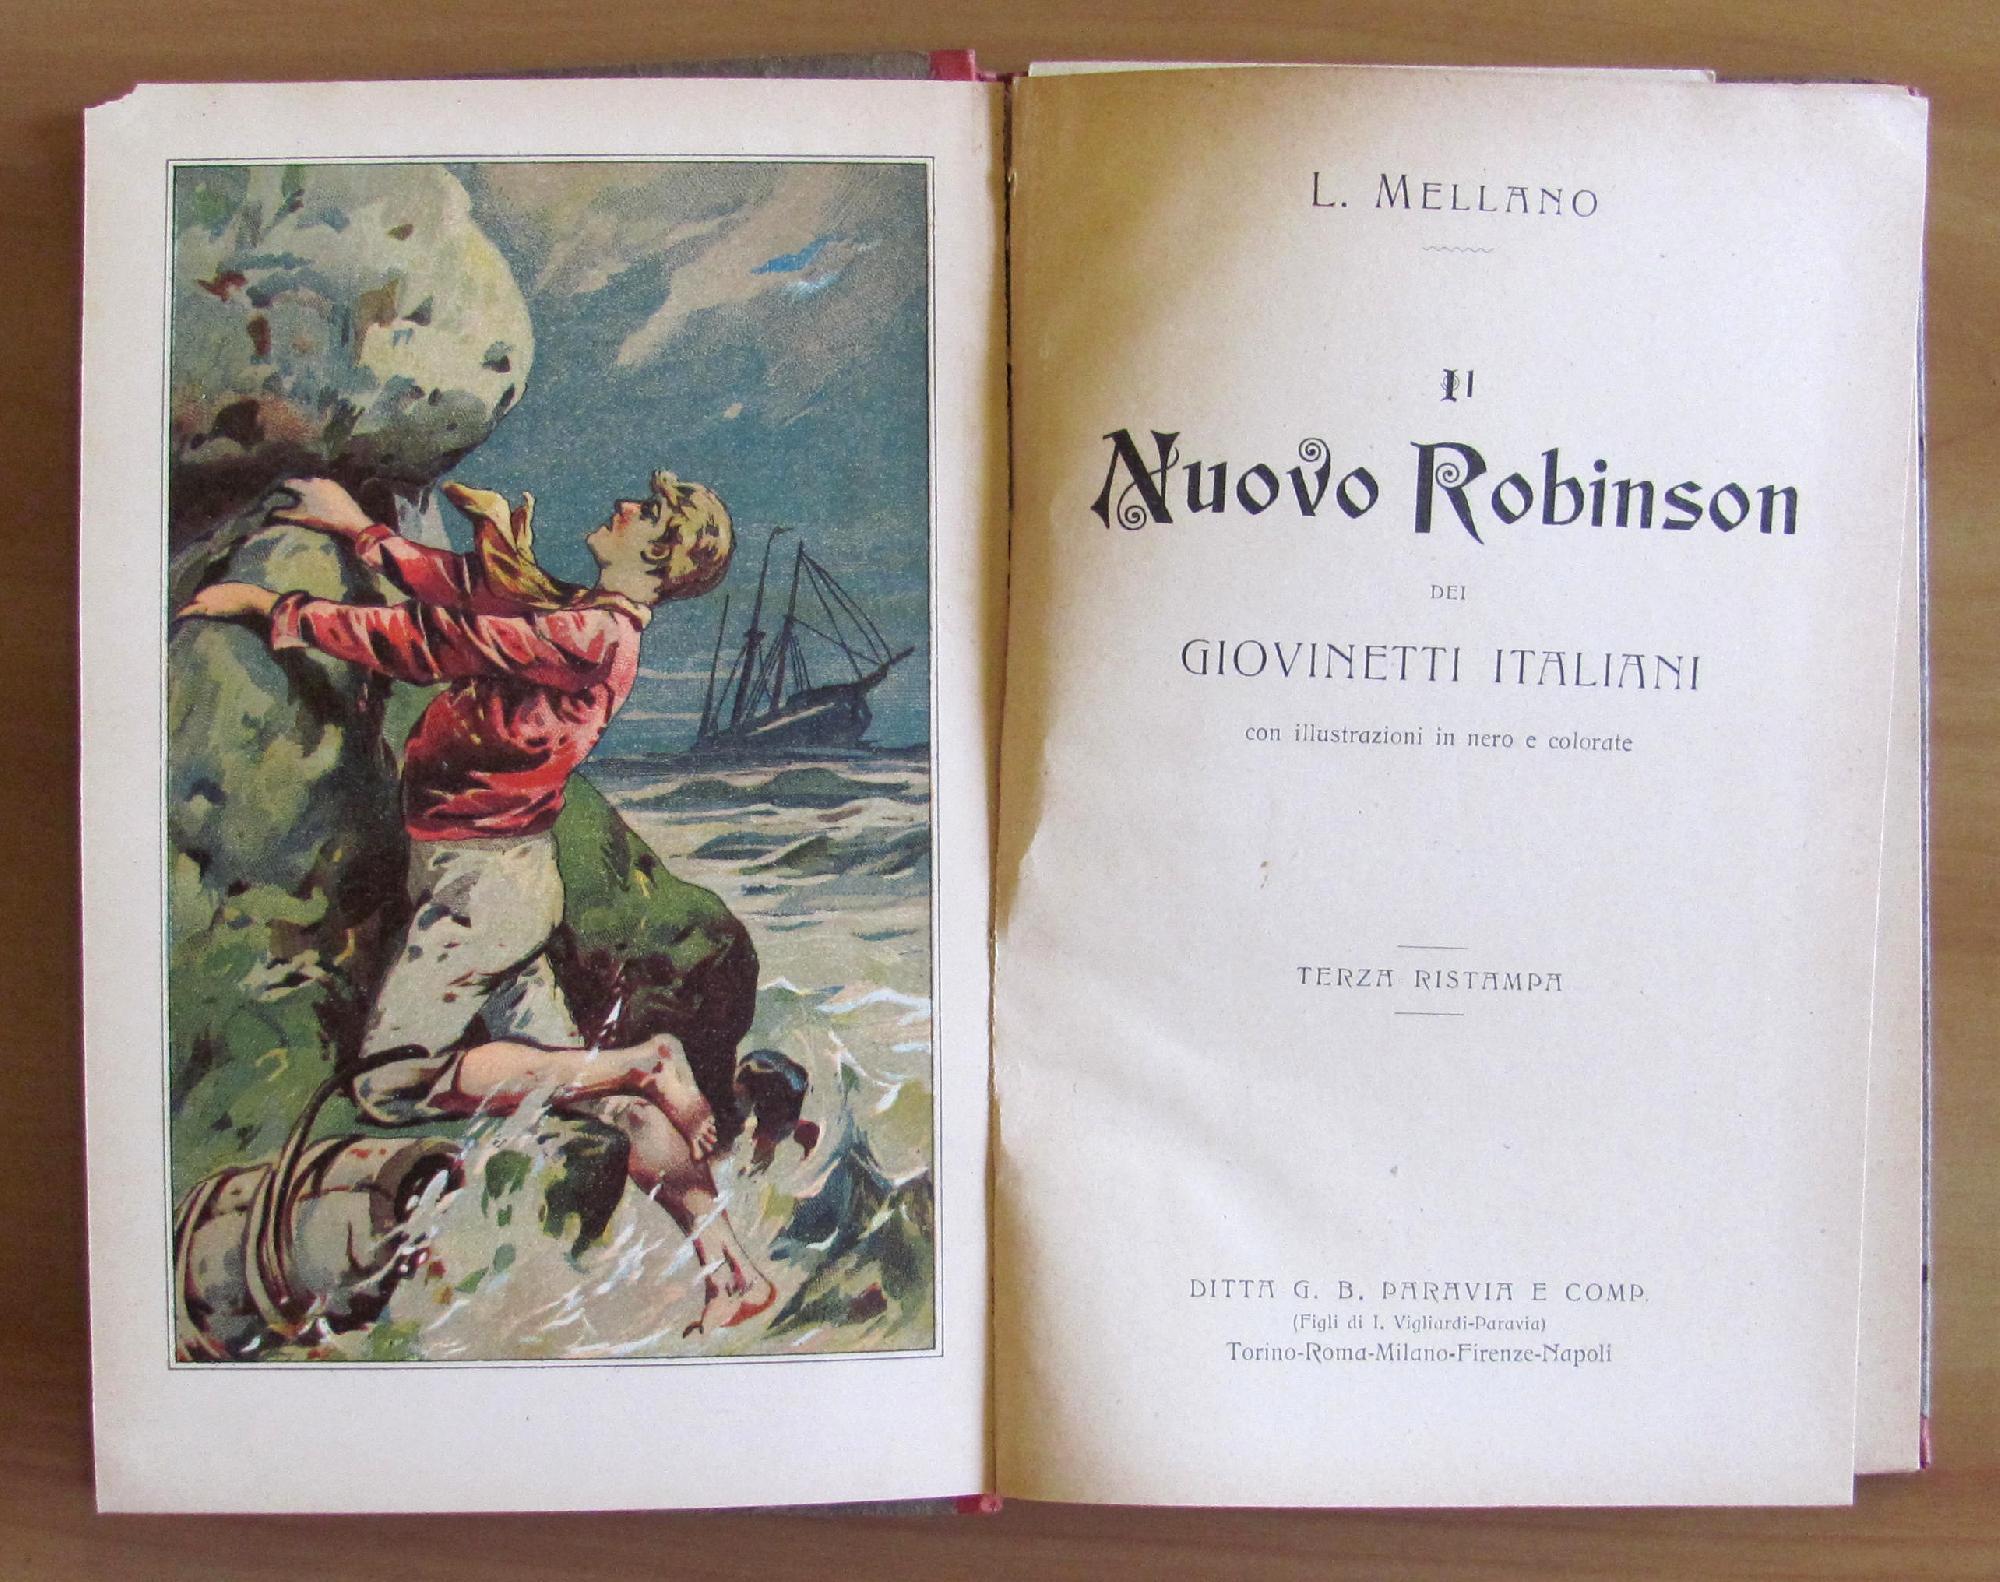 L. MELLANO
Il
Nuovo Robinson
DEI
GIOVINETTI ITALIANI
con illustrazioni in nero e colorate
TERZA RISTAMPA
DITTA G. B. PARAVIA E COMP.
(Figli di I. Vigliardi-Paravia)
Torino-Roma-Milano-Firenze-Napoli